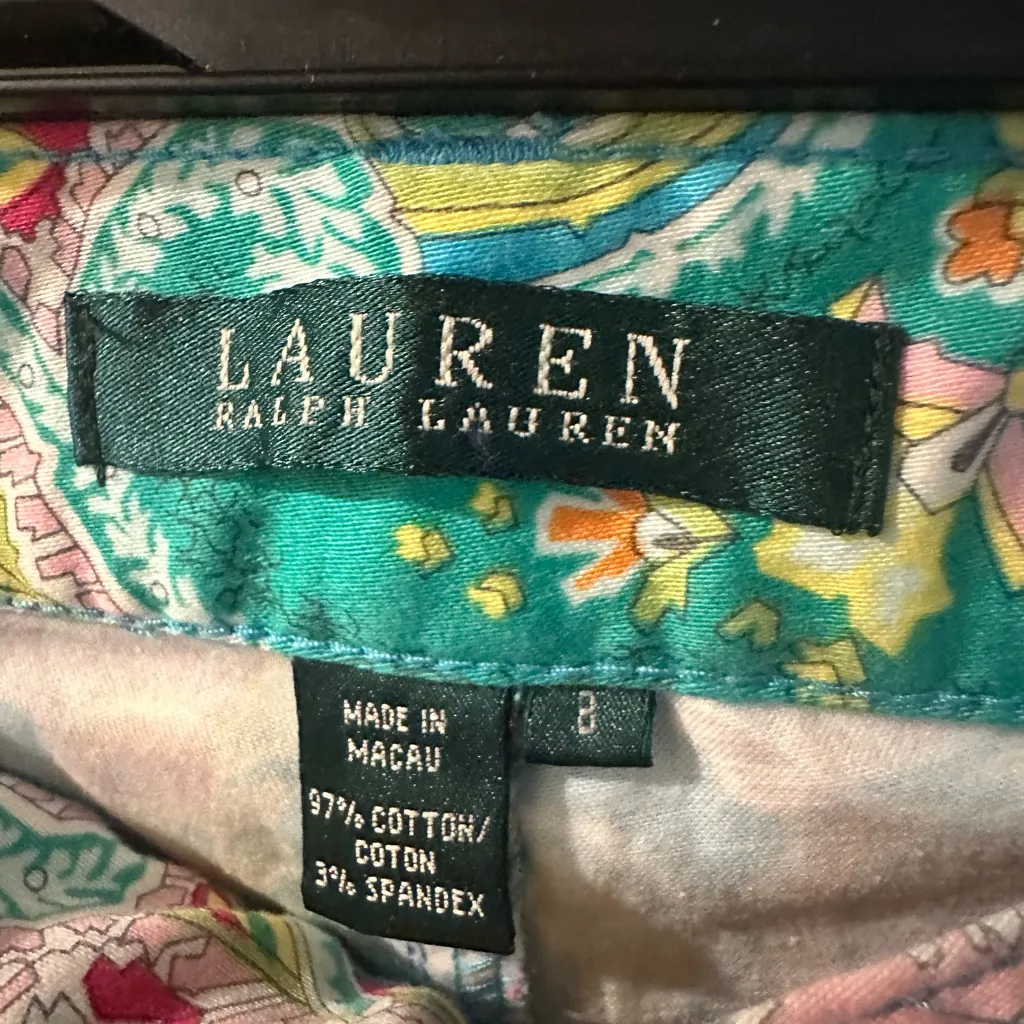 LAUREN
RALPH LAUREN
MADE IN
MACAU
97% COTTON/
COTON
3% SPANDEX
8